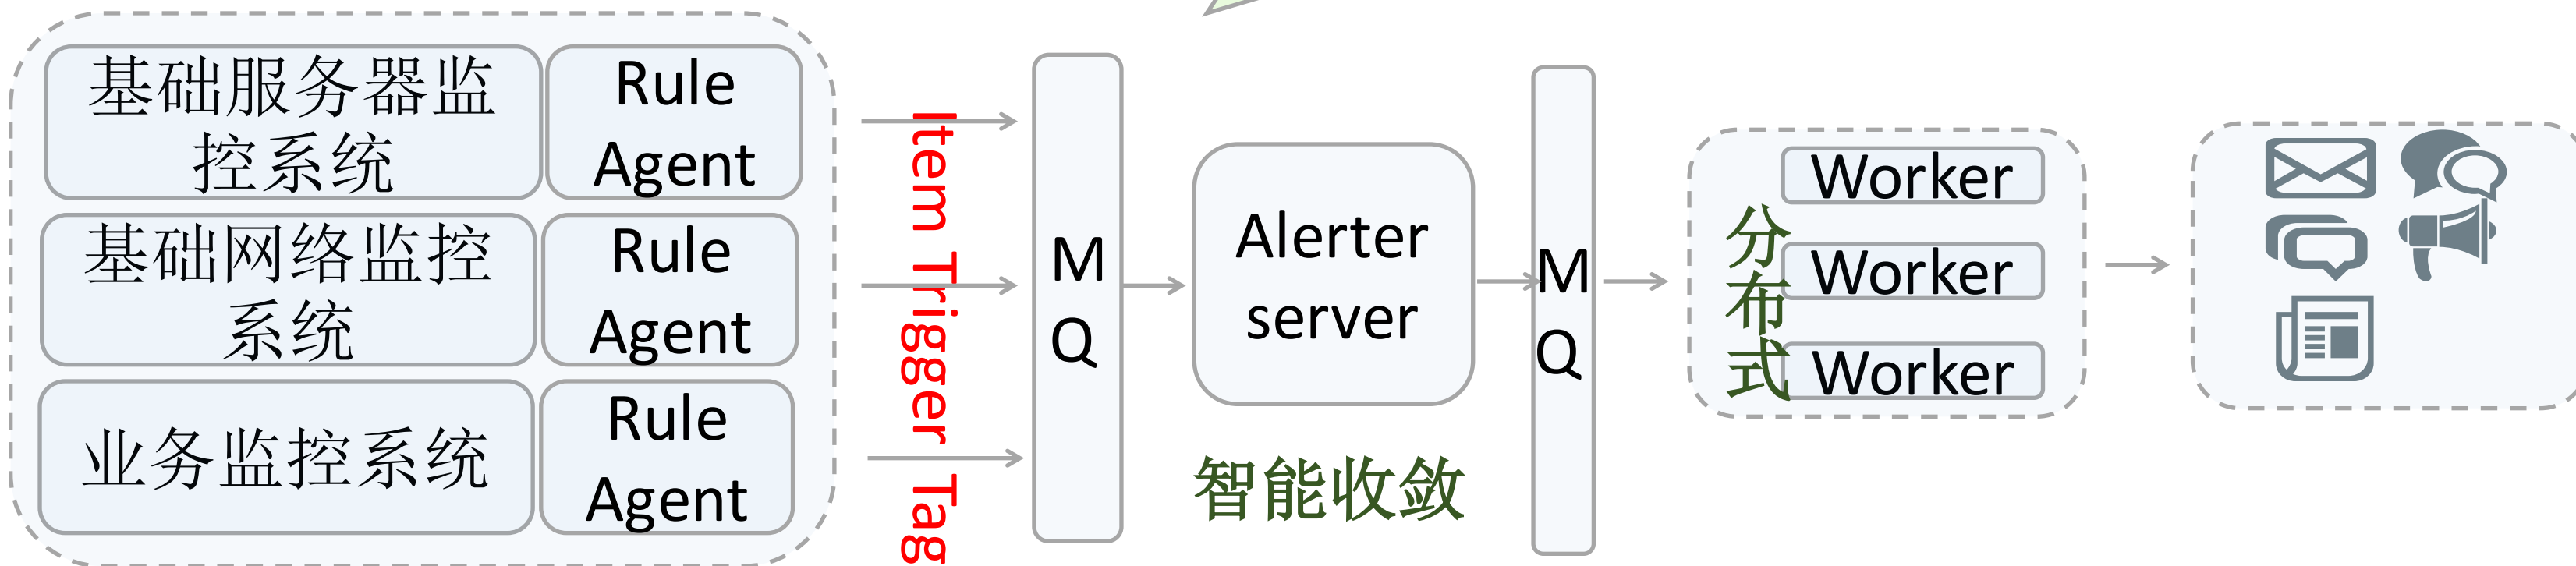 基础服务器监
控系统
Rule
Agent
基础网络监控
系统
Rule
Agent
业务监控系统
Rule
Agent
Item Trigger Tag
M
Q
Alerter
server
智能收敛
M
Q
分
布
式
Worker
Worker
Worker